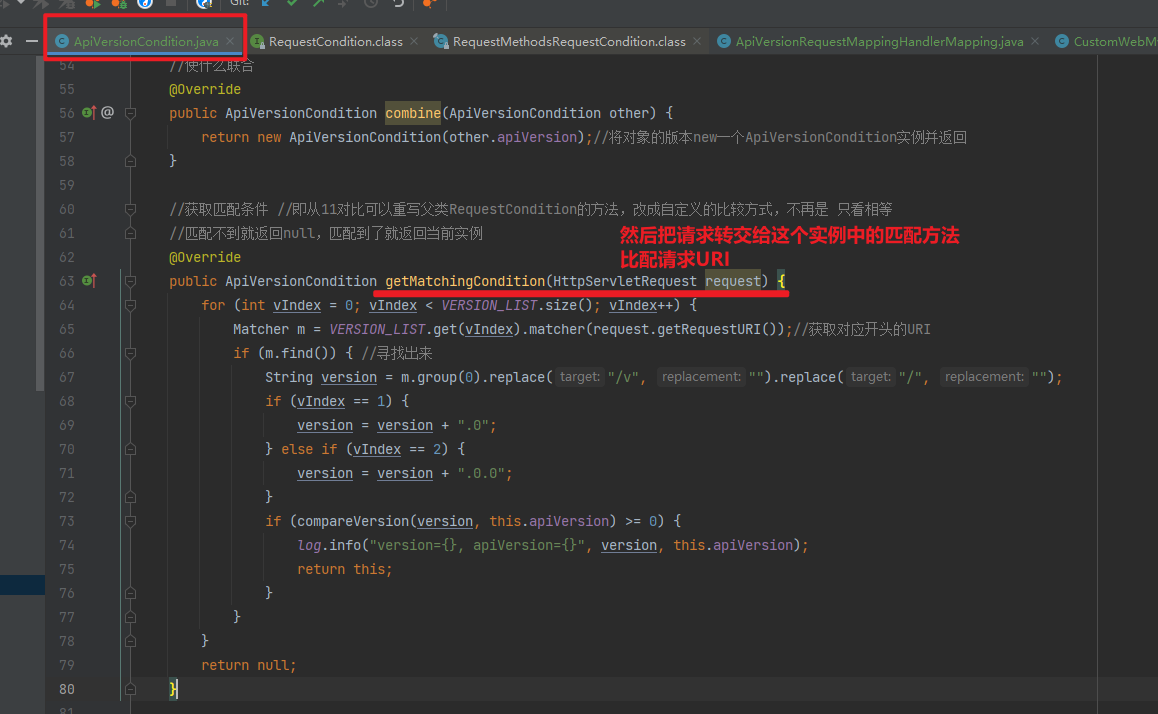 Git:
ApiVersionCondition.java × RequestCondition.class × RequestMethodsRequestCondition.class × ApiVersionRequestMappingHandlerMapping.java × CustomWebM
54 //使什么联合
55 @Override
56 @ public ApiVersionCondition combine(ApiVersionCondition other) {
57 return new ApiVersionCondition(other.apiVersion);//将对象的版本new一个ApiVersionCondition实例并返回
58 }
59
60 //获取匹配条件 //即从11对比可以重写父类RequestCondition的方法，改成自定义的比较方式，不再是 只看相等
61 //匹配不到就返回null，匹配到了就返回当前实例
然后把请求转交给这个实例中的匹配方法
比配请求URI
62 @Override
63 public ApiVersionCondition getMatchingCondition(HttpServletRequest request) {
64 for (int vIndex = 0; vIndex < VERSION_LIST.size(); vIndex++) {
65 Matcher m = VERSION_LIST.get(vIndex).matcher(request.getRequestURI());//获取对应开头的URI
66 if (m.find()) { //寻找出来
67 String version = m.group(0).replace( target: "/v", replacement: "").replace( target: "/", replacement: "");
68 if (vIndex == 1) {
69 version = version + ".0";
70 } else if (vIndex == 2) {
71 version = version + ".0.0";
72 }
73 if (compareVersion(version, this.apiVersion) >= 0) {
74 log.info("version={}, apiVersion={}", version, this.apiVersion);
75 return this;
76 }
77 }
78 }
79 return null;
80 }
81